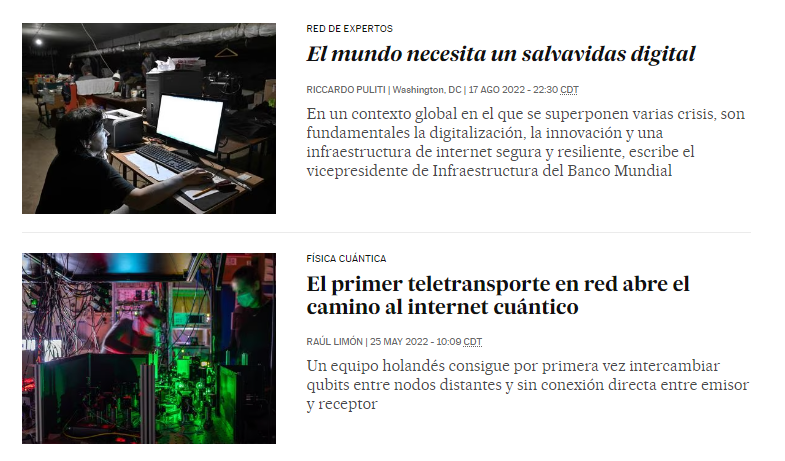 RED DE EXPERTOS
El mundo necesita un salvavidas digital
RICCARDO PULITI | Washington, DC | 17 AGO 2022 - 22:30 CDT
En un contexto global en el que se superponen varias crisis, son
fundamentales la digitalización, la innovación y una
infraestructura de internet segura y resiliente, escribe el
vicepresidente de Infraestructura del Banco Mundial
FÍSICA CUÁNTICA
El primer teletransporte en red abre el
camino al internet cuántico
RAÚL LIMÓN | 25 MAY 2022 - 10:09 CDT
Un equipo holandés consigue por primera vez intercambiar
qubits entre nodos distantes y sin conexión directa entre emisor
y receptor